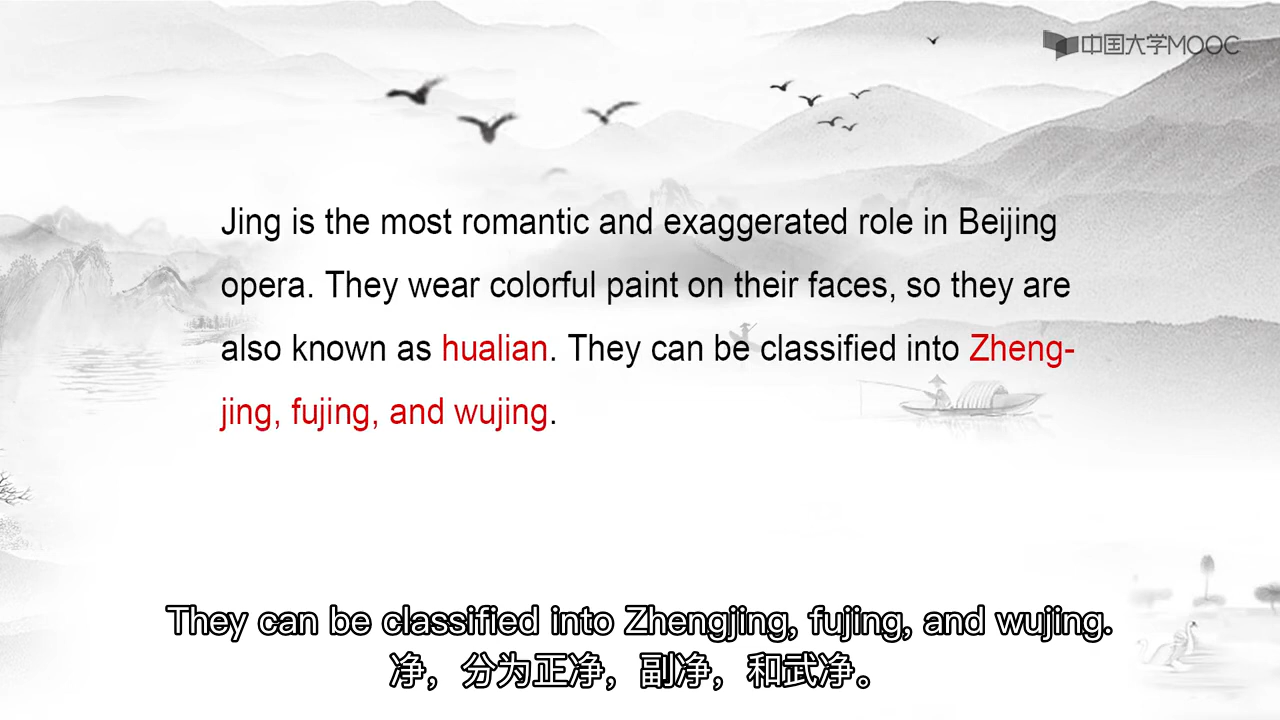 中国大学MOOC
Jing is the most romantic and exaggerated role in Beijing
opera. They wear colorful paint on their faces, so they are
also known as hualian. They can be classified into Zheng-
jing, fujing, and wujing.
They can be classified into Zhengjing, fujing, and wujing.
净，分为正净，副净，和武净。